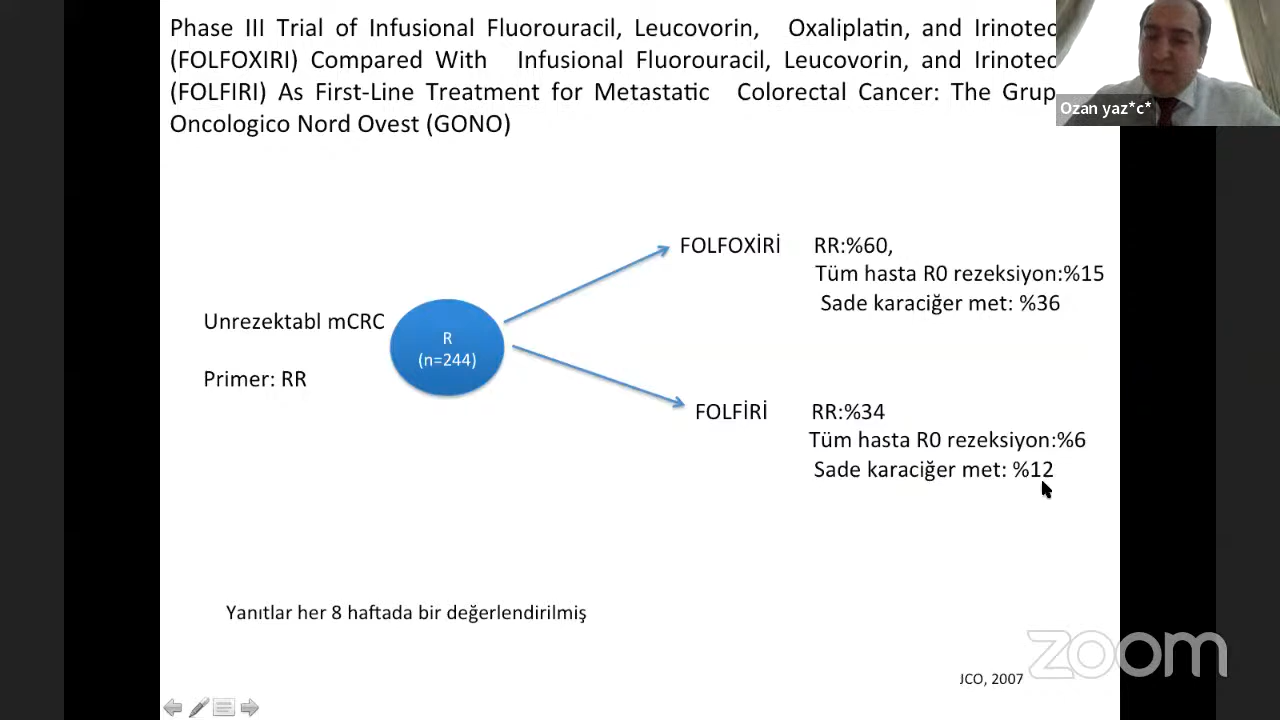 Phase III Trial of Infusional Fluorouracil, Leucovorin, Oxaliplatin, and Irinotec
(FOLFOXIRI) Compared With Infusional Fluorouracil, Leucovorin, and Irinotec
(FOLFIRI) As First-Line Treatment for Metastatic Colorectal Cancer: The Grup
Oncologico Nord Ovest (GONO)
Ozan yaz*c*
FOLFOXİRİ RR:%60,
Tüm hasta R0 rezeksiyon:%15
Sade karaciğer met: %36
Unrezektabl mCRC
R
(n=244)
Primer: RR
FOLFİRİ RR:%34
Tüm hasta R0 rezeksiyon:%6
Sade karaciğer met: %12
Yanıtlar her 8 haftada bir değerlendirilmiş
zoom
JCO, 2007